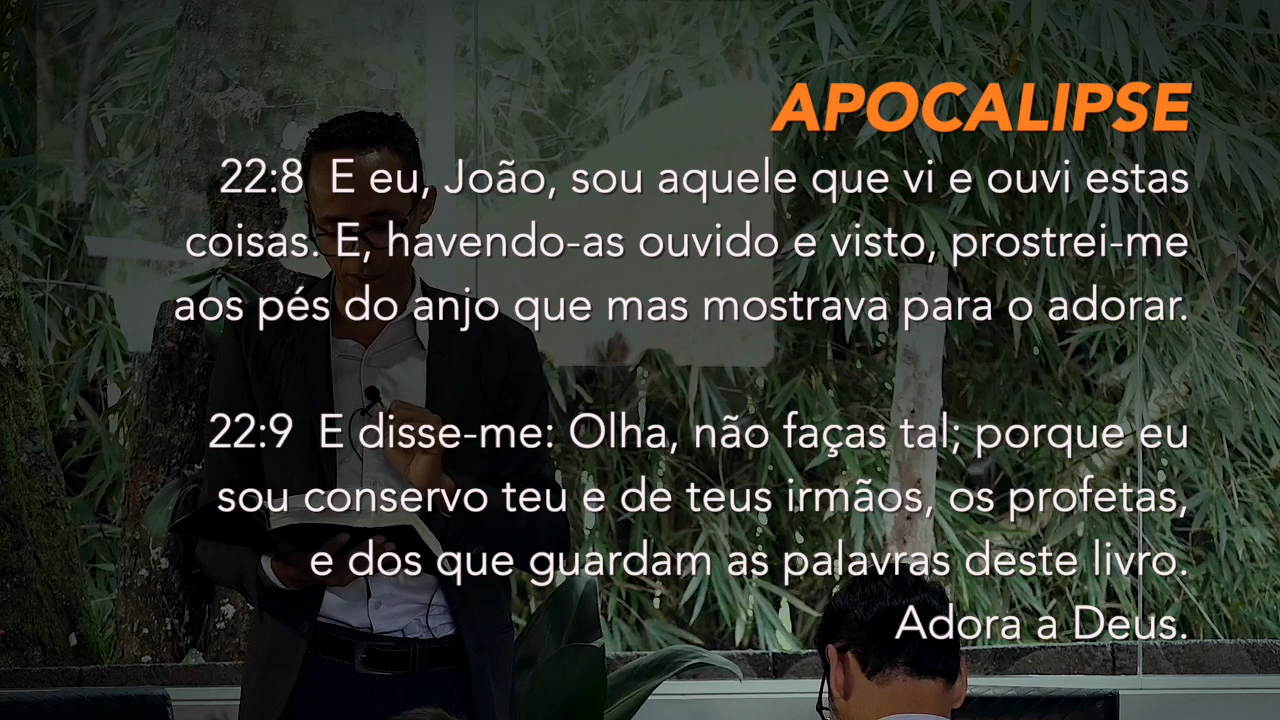 APOCALIPSE
22:8 E eu, João, sou aquele que vi e ouvi estas
coisas. E, havendo-as ouvido e visto, prostrei-me
aos pés do anjo que mas mostrava para o adorar.
22:9 E disse-me: Olha, não faças tal; porque eu
sou conservo teu e de teus irmãos, os profetas,
e dos que guardam as palavras deste livro.
Adora a Deus.